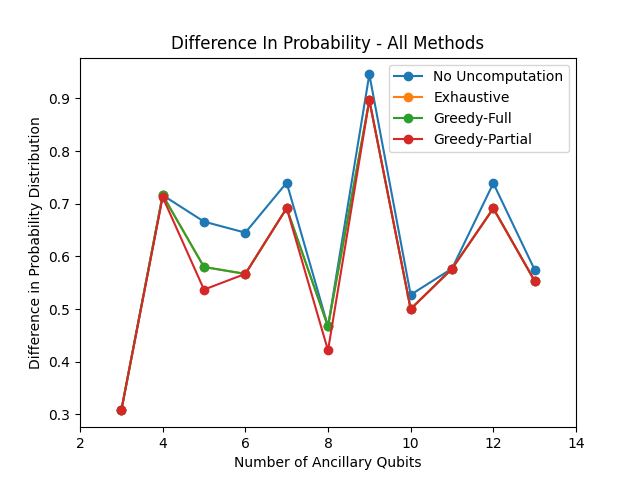 Difference In Probability - All Methods
No Uncomputation
Exhaustive
Greedy-Full
Greedy-Partial
Difference in Probability Distribution
0.9
0.8
0.7
0.6
0.5
0.4
0.3
2 4 6 8 10 12 14
Number of Ancillary Qubits